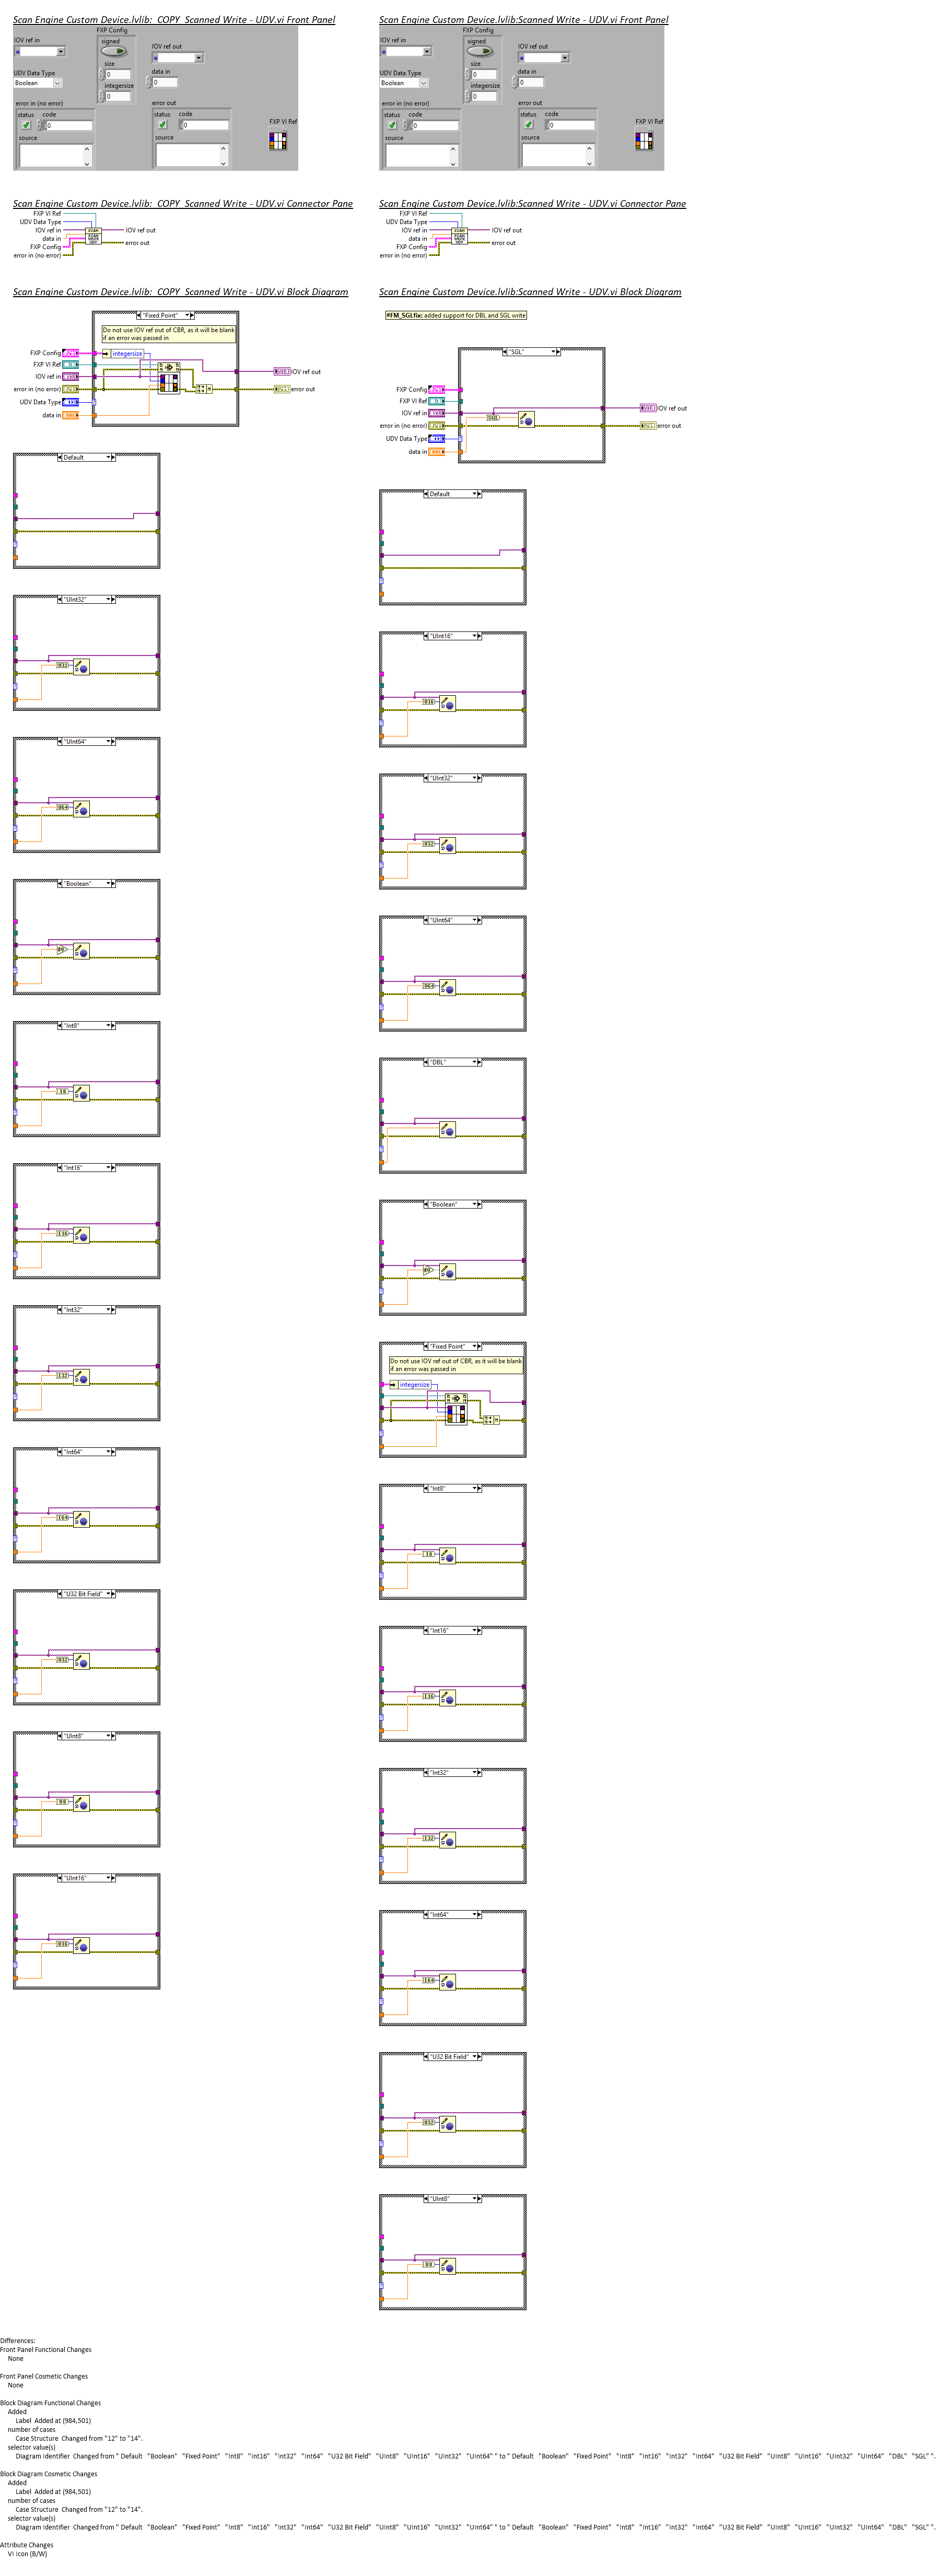 Scan Engine Custom Device.lvlib:_COPY_Scanned Write - UDV.vi Front Panel
IOV ref in
UDV Data Type
Boolean
FXP Config
signed
size
0
integersize
0
IOV ref out
data in
0
error in (no error)
status
code
0
source
error out
status
code
0
source
FXP VI Ref
Scan Engine Custom Device.lvlib:_COPY_Scanned Write - UDV.vi Connector Pane
FXP VI Ref
UDV Data Type
IOV ref in
data in
FXP Config
error in (no error)
IOV ref out
error out
Scan Engine Custom Device.lvlib:_COPY_Scanned Write - UDV.vi Block Diagram
"Fixed Point"
Do not use IOV ref out of CBR, as it will be blank
if an error was passed in
FXP Config
integersize
FXP VI Ref
IOV ref in
IOV ref out
error in (no error)
error out
UDV Data Type
data in
Default
"UInt32"
U32
"UInt64"
U64
"Boolean"
"Int8"
I8
"Int16"
I16
"Int32"
I32
"Int64"
I64
"U32 Bit Field"
U32
"UInt8"
U8
"UInt16"
U16
Scan Engine Custom Device.lvlib:Scanned Write - UDV.vi Front Panel
IOV ref in
UDV Data Type
Boolean
FXP Config
signed
size
0
integersize
0
IOV ref out
data in
0
error in (no error)
status
code
0
source
error out
status
code
0
source
FXP VI Ref
Scan Engine Custom Device.lvlib:Scanned Write - UDV.vi Connector Pane
FXP VI Ref
UDV Data Type
IOV ref in
data in
FXP Config
error in (no error)
IOV ref out
error out
Scan Engine Custom Device.lvlib:Scanned Write - UDV.vi Block Diagram
#FM_SGLfix: added support for DBL and SGL write
"SGL"
FXP Config
FXP VI Ref
IOV ref in
IOV ref out
SGL
error in (no error)
error out
UDV Data Type
data in
Default
"UInt16"
U16
"UInt32"
U32
"UInt64"
U64
"DBL"
"Boolean"
"Fixed Point"
Do not use IOV ref out of CBR, as it will be blank
if an error was passed in
integersize
"Int8"
I8
"Int16"
I16
"Int32"
I32
"Int64"
I64
"U32 Bit Field"
U32
"UInt8"
U8
Differences:
Front Panel Functional Changes
None
Front Panel Cosmetic Changes
None
Block Diagram Functional Changes
Added
Label  Added at (984,501)
number of cases
Case Structure  Changed from "12" to "14".
selector value(s)
Diagram Identifier  Changed from " Default  "Boolean"  "Fixed Point"  "Int8"  "Int16"  "Int32"  "Int64"  "U32 Bit Field"  "UInt8"  "UInt16"  "UInt32"  "UInt64" " to " Default  "Boolean"  "Fixed Point"  "Int8"  "Int16"  "Int32"  "Int64"  "U32 Bit Field"  "UInt8"  "UInt16"  "UInt32"  "UInt64"  "DBL"  "SGL" ".
Block Diagram Cosmetic Changes
Added
Label  Added at (984,501)
number of cases
Case Structure  Changed from "12" to "14".
selector value(s)
Diagram Identifier  Changed from " Default  "Boolean"  "Fixed Point"  "Int8"  "Int16"  "Int32"  "Int64"  "U32 Bit Field"  "UInt8"  "UInt16"  "UInt32"  "UInt64" " to " Default  "Boolean"  "Fixed Point"  "Int8"  "Int16"  "Int32"  "Int64"  "U32 Bit Field"  "UInt8"  "UInt16"  "UInt32"  "UInt64"  "DBL"  "SGL" ".
Attribute Changes
VI Icon (B/W)